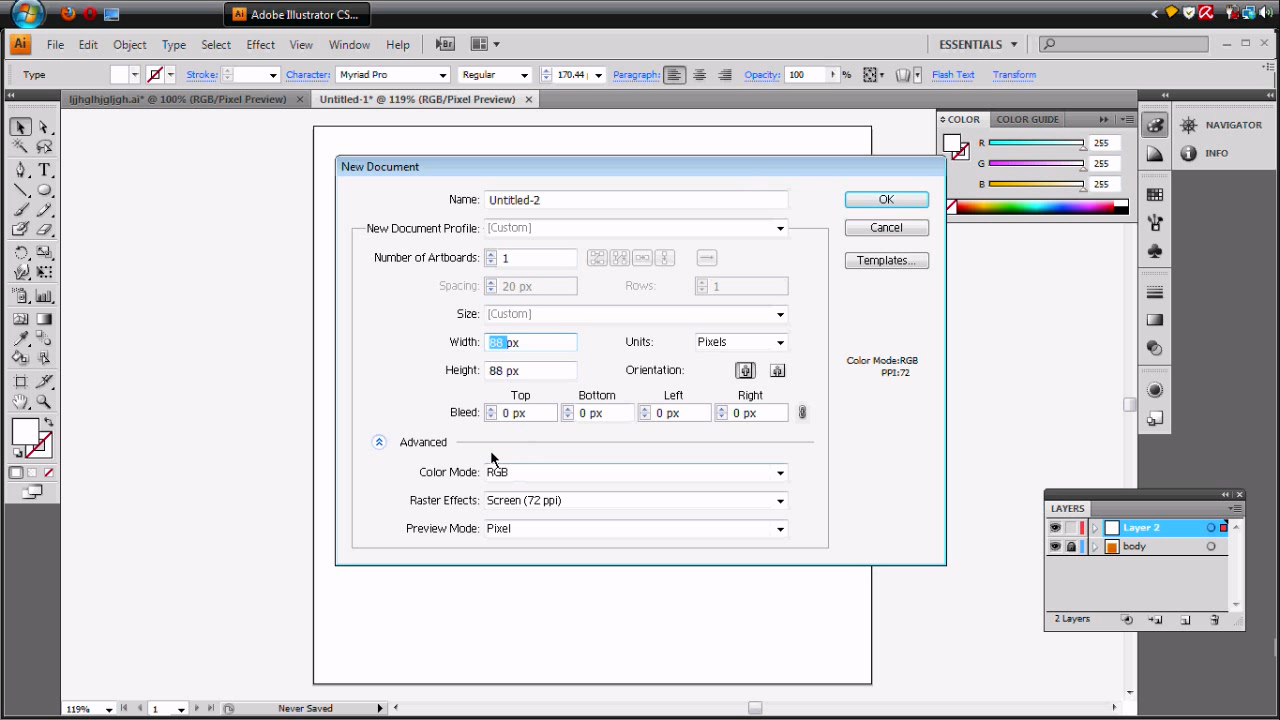 Adobe Illustrator CS...
Ai File Edit Object Type Select Effect View Window Help Br ESSENTIALS
Type Stroke: Character: Myriad Pro Regular 170.44 Paragraph: Opacity: 100 % Flash Text Transform
ljjhglhjgljgh.ai* @ 100% (RGB/Pixel Preview) × Untitled-1* @ 119% (RGB/Pixel Preview) ×
COLOR COLOR GUIDE
R 255
G 255
B 255
NAVIGATOR
INFO
New Document
Name: Untitled-2
OK
New Document Profile: [Custom]
Cancel
Number of Artboards: 1
Templates...
Spacing: 20 px Rows: 1
Size: [Custom]
Width: 88 px Units: Pixels
Color Mode:RGB
PPI:72
Height: 88 px Orientation:
Top Bottom Left Right
Bleed: 0 px 0 px 0 px 0 px
Advanced
Color Mode: RGB
Raster Effects: Screen (72 ppi)
Preview Mode: Pixel
LAYERS
Layer 2
body
2 Layers
119% 1 Never Saved